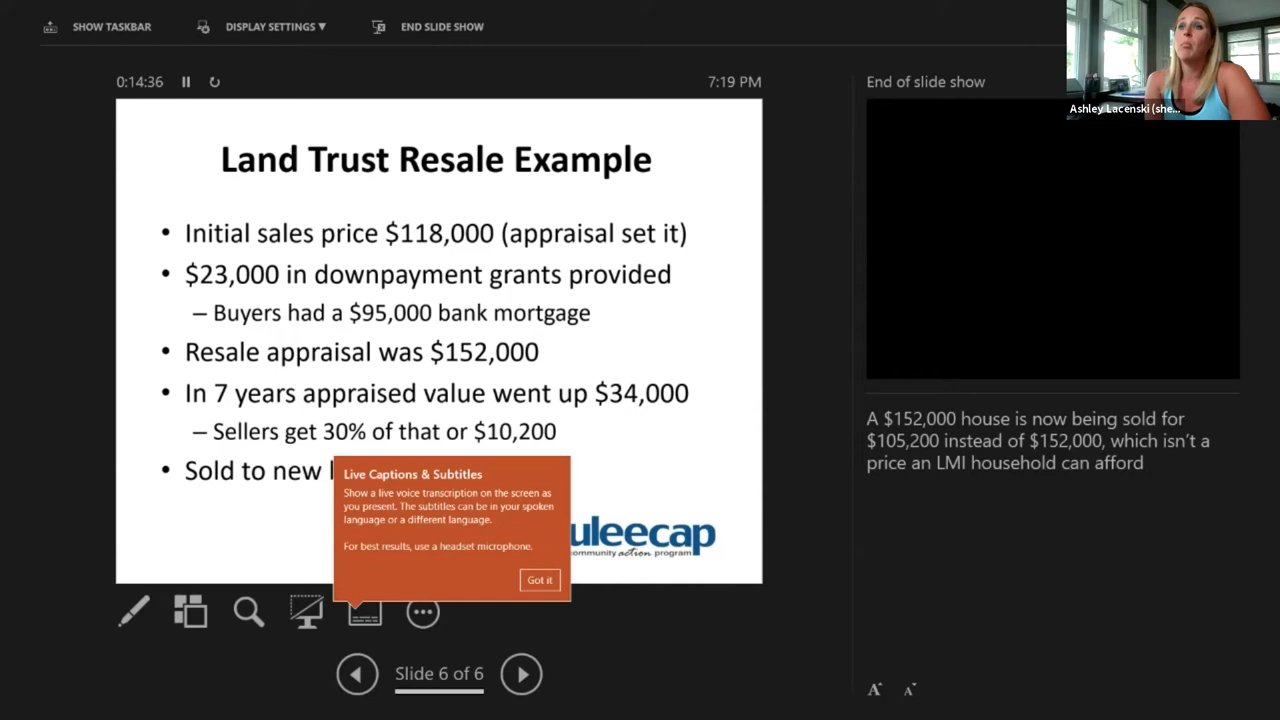 SHOW TASKBAR DISPLAY SETTINGS ▼ END SLIDE SHOW
Ashley Lacenski (she...
0:14:36 7:19 PM
End of slide show
Land Trust Resale Example
• Initial sales price $118,000 (appraisal set it)
• $23,000 in downpayment grants provided
– Buyers had a $95,000 bank mortgage
• Resale appraisal was $152,000
• In 7 years appraised value went up $34,000
– Sellers get 30% of that or $10,200
• Sold to new
Live Captions & Subtitles
Show a live voice transcription on the screen as
you present. The subtitles can be in your spoken
language or a different language.
For best results, use a headset microphone.
Got it
uleecap
community action program
Slide 6 of 6
A $152,000 house is now being sold for
$105,200 instead of $152,000, which isn't a
price an LMI household can afford
A A